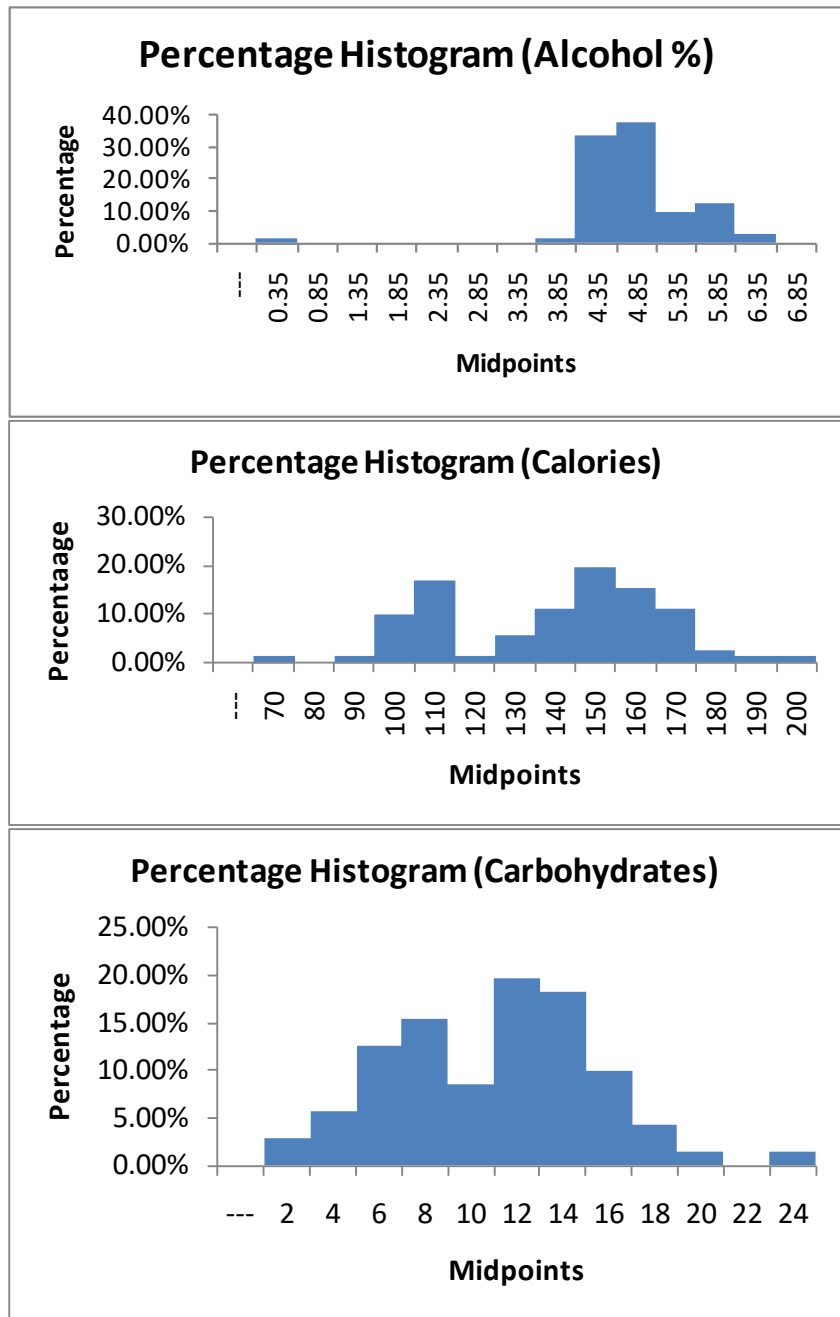 Percentage Histogram (Alcohol %)
Percentage
40.00%
30.00%
20.00%
10.00%
0.00%
--- 0.35 0.85 1.35 1.85 2.35 2.85 3.35 3.85 4.35 4.85 5.35 5.85 6.35 6.85
Midpoints
Percentage Histogram (Calories)
Percentaage
30.00%
20.00%
10.00%
0.00%
--- 70 80 90 100 110 120 130 140 150 160 170 180 190 200
Midpoints
Percentage Histogram (Carbohydrates)
Percentage
25.00%
20.00%
15.00%
10.00%
5.00%
0.00%
--- 2 4 6 8 10 12 14 16 18 20 22 24
Midpoints